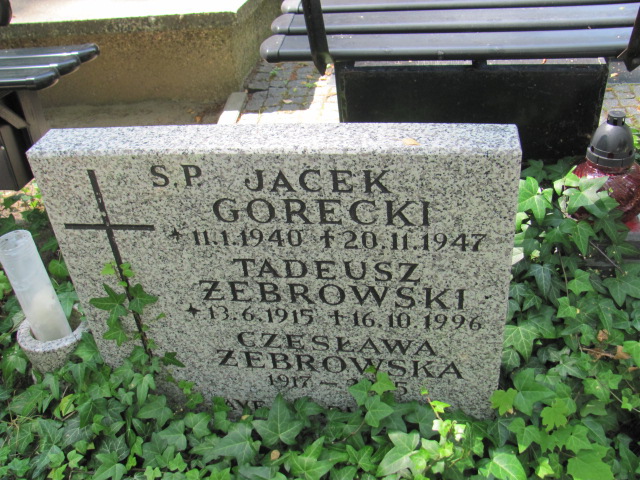 S.P JACEK
GORECKI
*11.1.1940 +20.11.1947
TADEUSZ
ŻEBROWSKI
*13.6.1915 +16.10.1996
CZESŁAWA
ŻEBROWSKA
1917 -